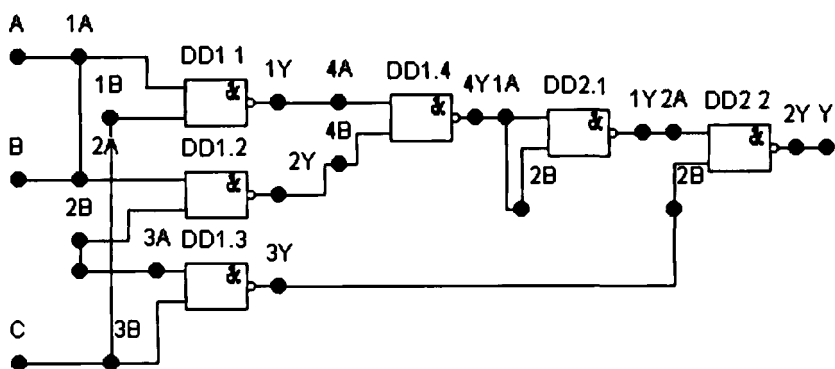 A 1A
DD1 1
1B
1Y
4A
DD1.4
4Y 1A
DD2.1
1Y 2A
DD2 2
2Y Y
&
&
&
&
B
2A
DD1.2
4B
2Y
2B
2B
&
2B
3A
DD1.3
3Y
&
C
3B